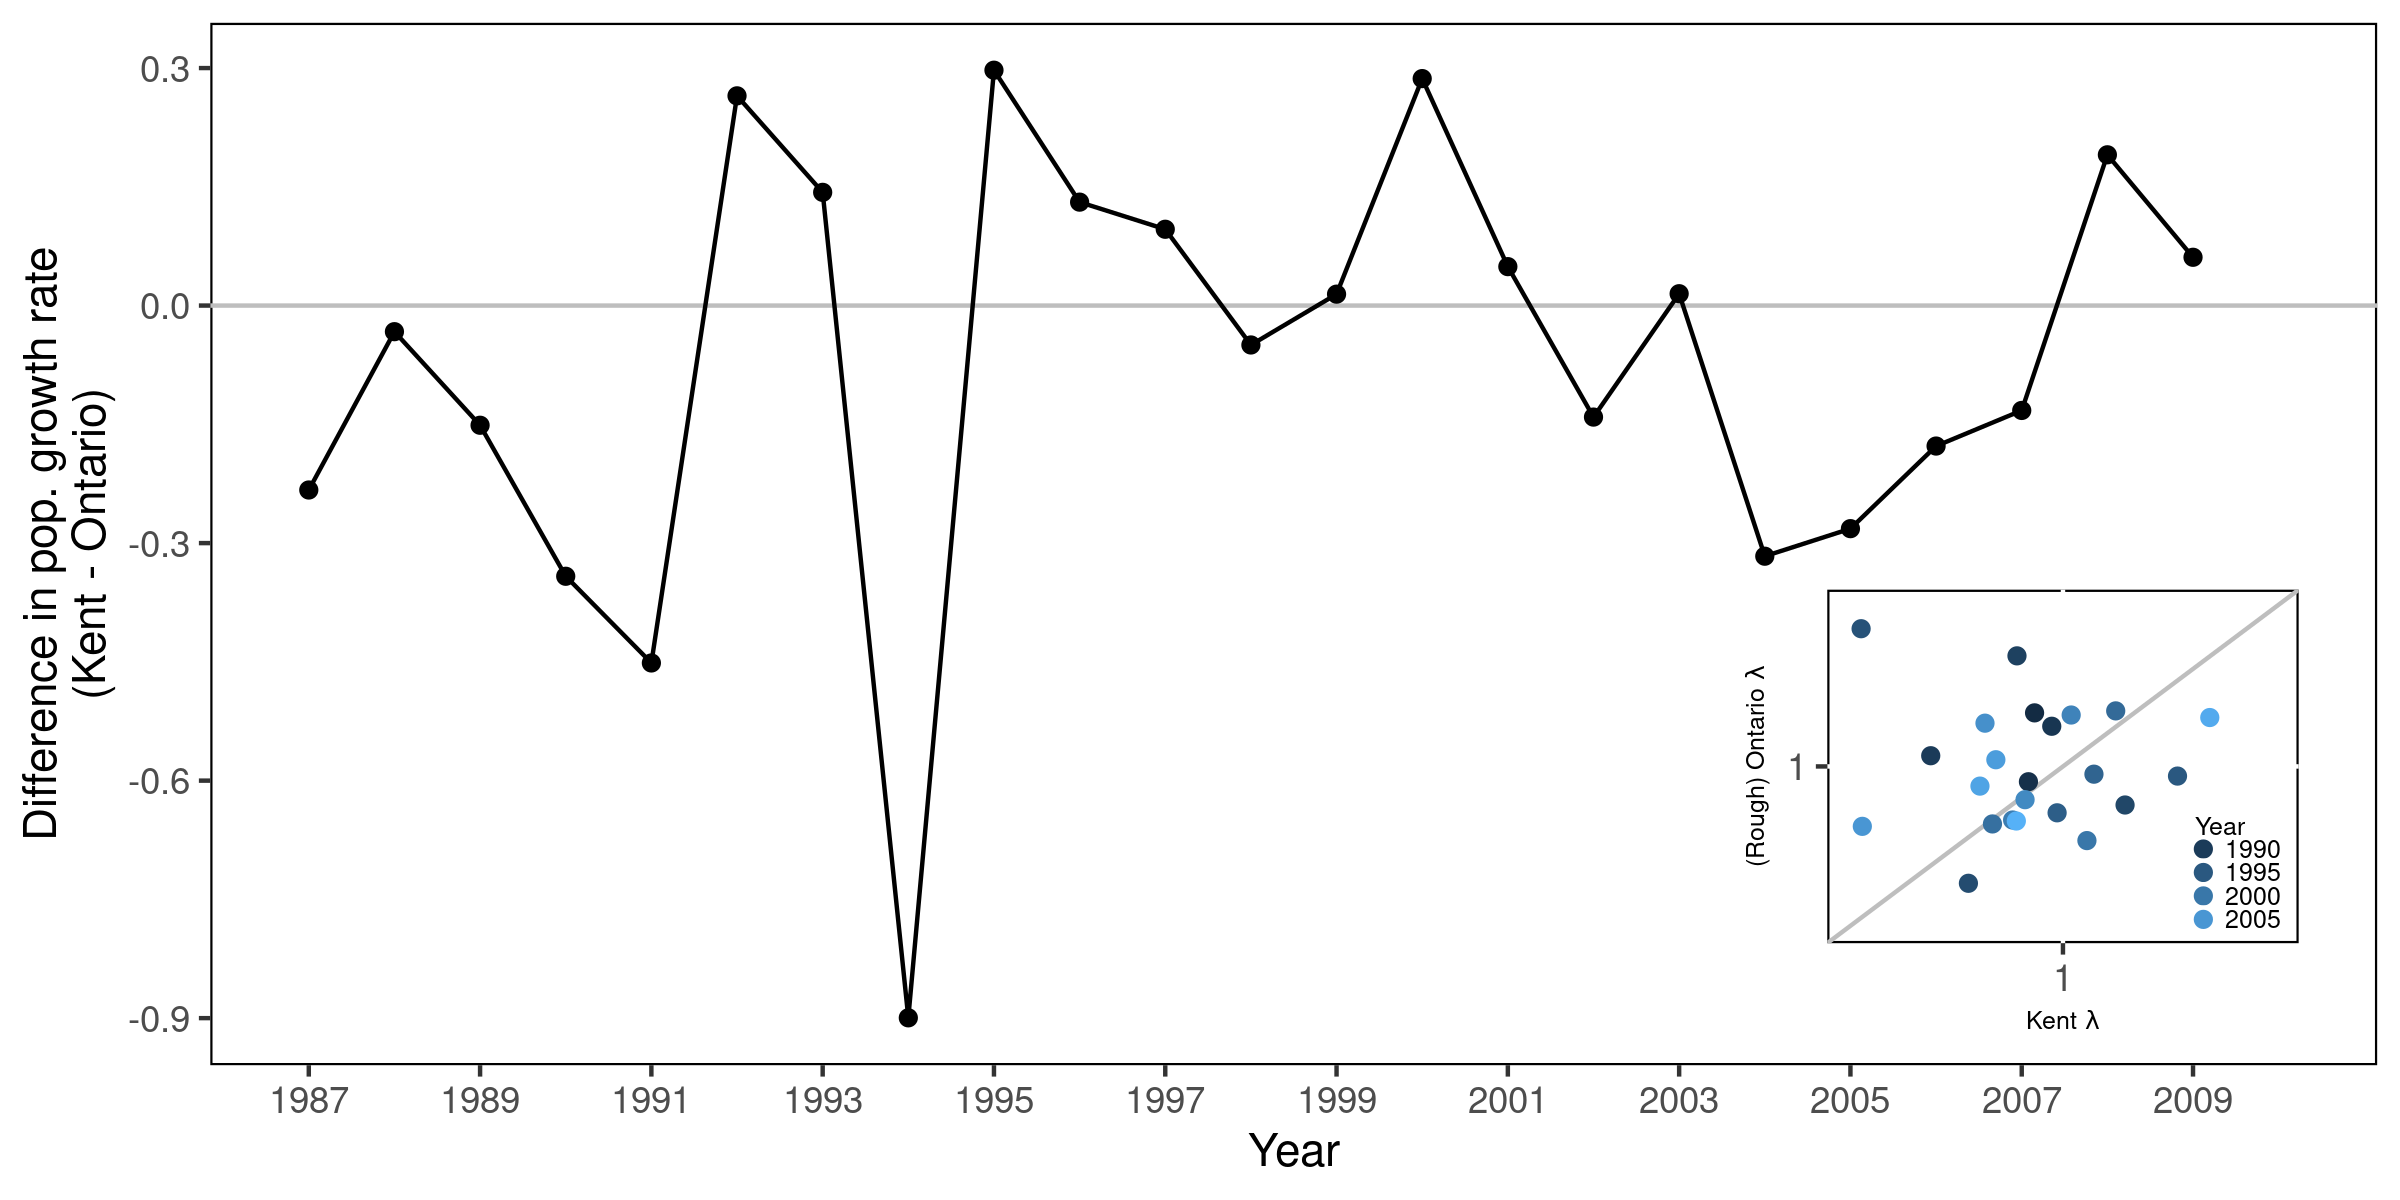 Difference in pop. growth rate
(Kent - Ontario)
0.3
0.0
-0.3
-0.6
-0.9
1987 1989 1991 1993 1995 1997 1999 2001 2003 2005 2007 2009
Year
(Rough) Ontario λ
1
Year
1990
1995
2000
2005
1
Kent λ